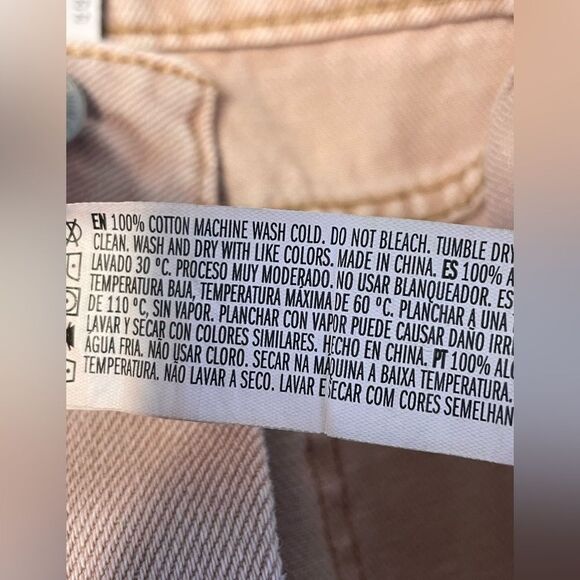 EN 100% COTTON MACHINE WASH COLD. DO NOT BLEACH. TUMBLE DRY
CLEAN. WASH AND DRY WITH LIKE COLORS. MADE IN CHINA. ES 100% A
LAVADO 30 °C. PROCESO MUY MODERADO. NO USAR BLANQUEADOR. ES
TEMPERATURA BAJA, TEMPERATURA MÁXIMA DE 60 °C. PLANCHAR A UNA
DE 110 °C, SIN VAPOR. PLANCHAR CON VAPOR PUEDE CAUSAR DAÑO IRRE
LAVAR Y SECAR CON COLORES SIMILARES. HECHO EN CHINA. PT 100% ALG
ÁGUA FRIA. NÃO USAR CLORO. SECAR NA MÁQUINA A BAIXA TEMPERATURA.
TEMPERATURA. NÃO LAVAR A SECO. LAVAR E SECAR COM CORES SEMELHAN